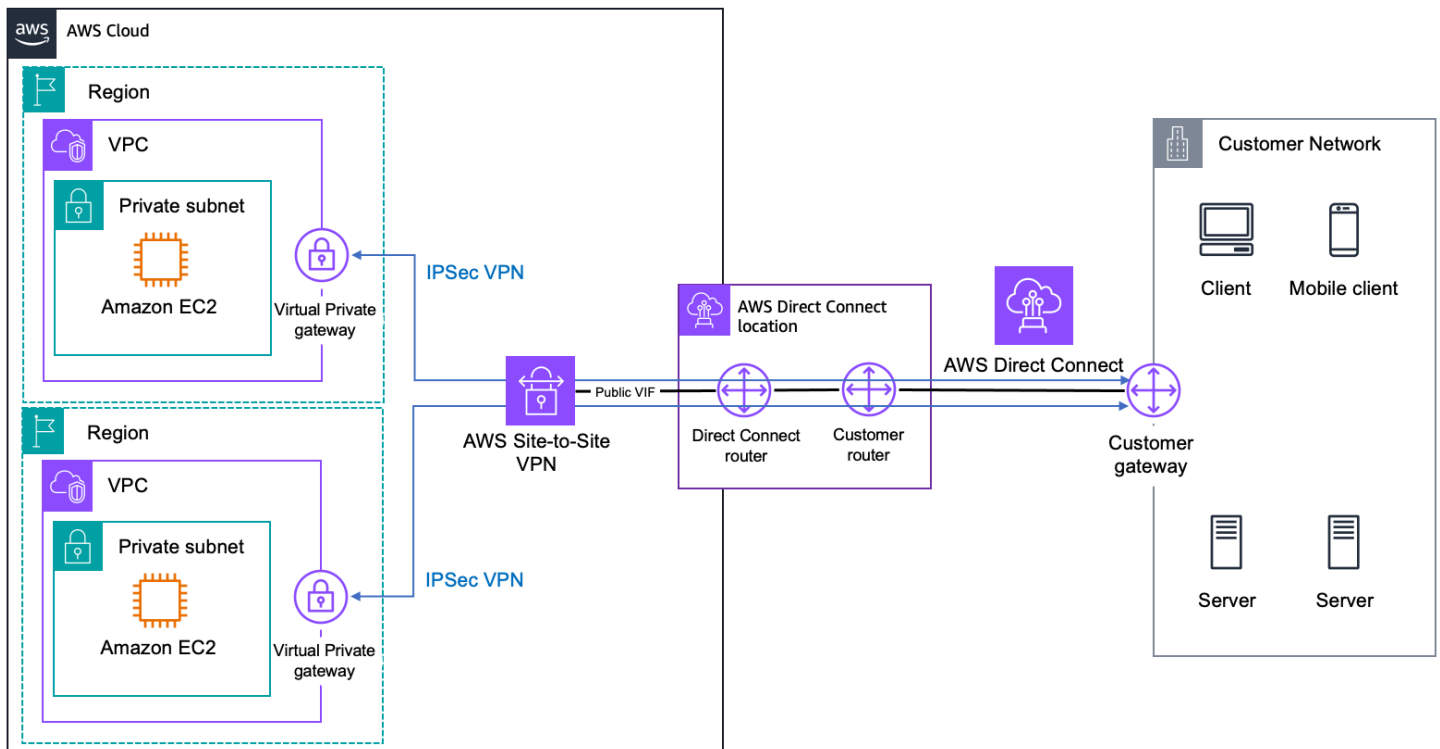 aws
AWS Cloud
Region
VPC
Private subnet
Amazon EC2
Virtual Private
gateway
IPSec VPN
Region
VPC
Private subnet
Amazon EC2
Virtual Private
gateway
IPSec VPN
AWS Site-to-Site
VPN
Public VIF
AWS Direct Connect
location
Direct Connect
router
Customer
router
AWS Direct Connect
Customer
gateway
Customer Network
Client
Mobile client
Server
Server